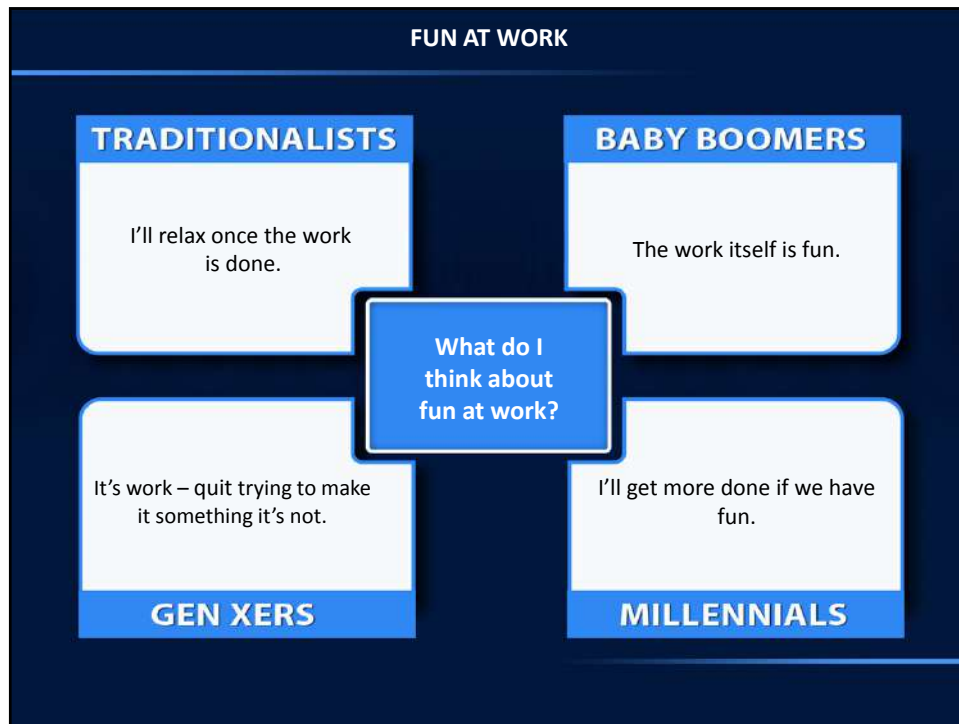 FUN AT WORK
TRADITIONALISTS
I’ll relax once the work
is done.
BABY BOOMERS
The work itself is fun.
What do I
think about
fun at work?
It’s work – quit trying to make
it something it’s not.
GEN XERS
I’ll get more done if we have
fun.
MILLENNIALS